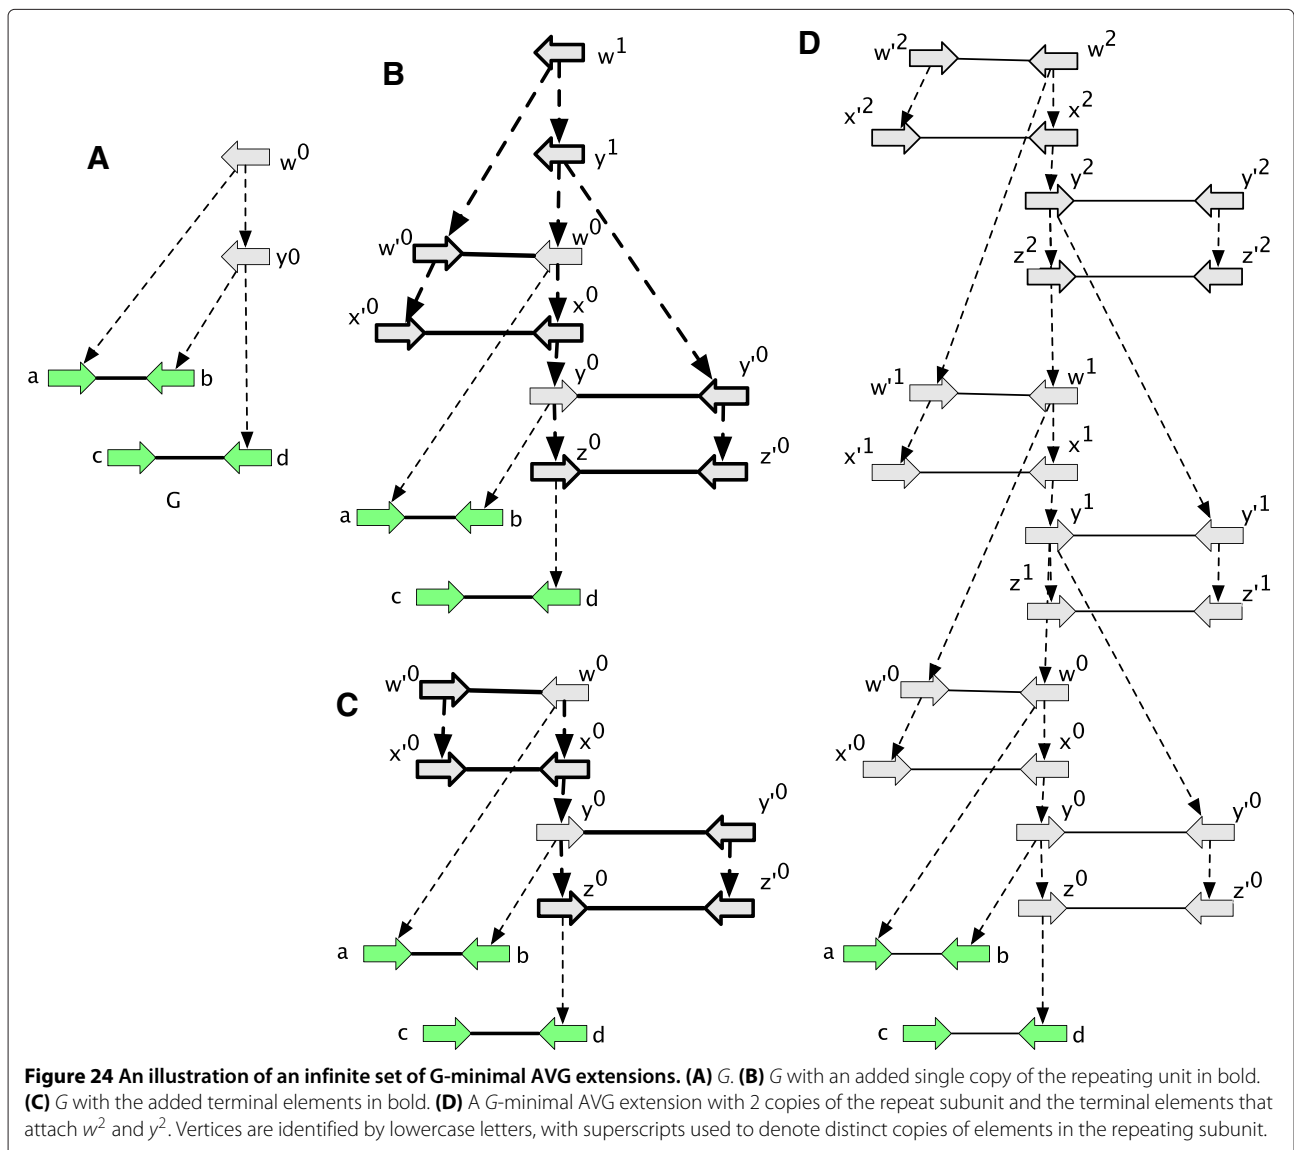 A
w0
y0
a
b
c
d
G
B
w1
y1
w'0
w0
x'0
x0
y0
y'0
z0
z'0
a
b
c
d
C
w'0
w0
x'0
x0
y0
y'0
z0
z'0
a
b
c
d
D
w'2
w2
x'2
x2
y2
y'2
z2
z'2
w'1
w1
x'1
x1
y1
y'1
z1
z'1
w'0
w0
x'0
x0
y0
y'0
z0
z'0
a
b
c
d
Figure 24 An illustration of an infinite set of G-minimal AVG extensions. (A) G. (B) G with an added single copy of the repeating unit in bold.
(C) G with the added terminal elements in bold. (D) A G-minimal AVG extension with 2 copies of the repeat subunit and the terminal elements that
attach w2 and y2. Vertices are identified by lowercase letters, with superscripts used to denote distinct copies of elements in the repeating subunit.